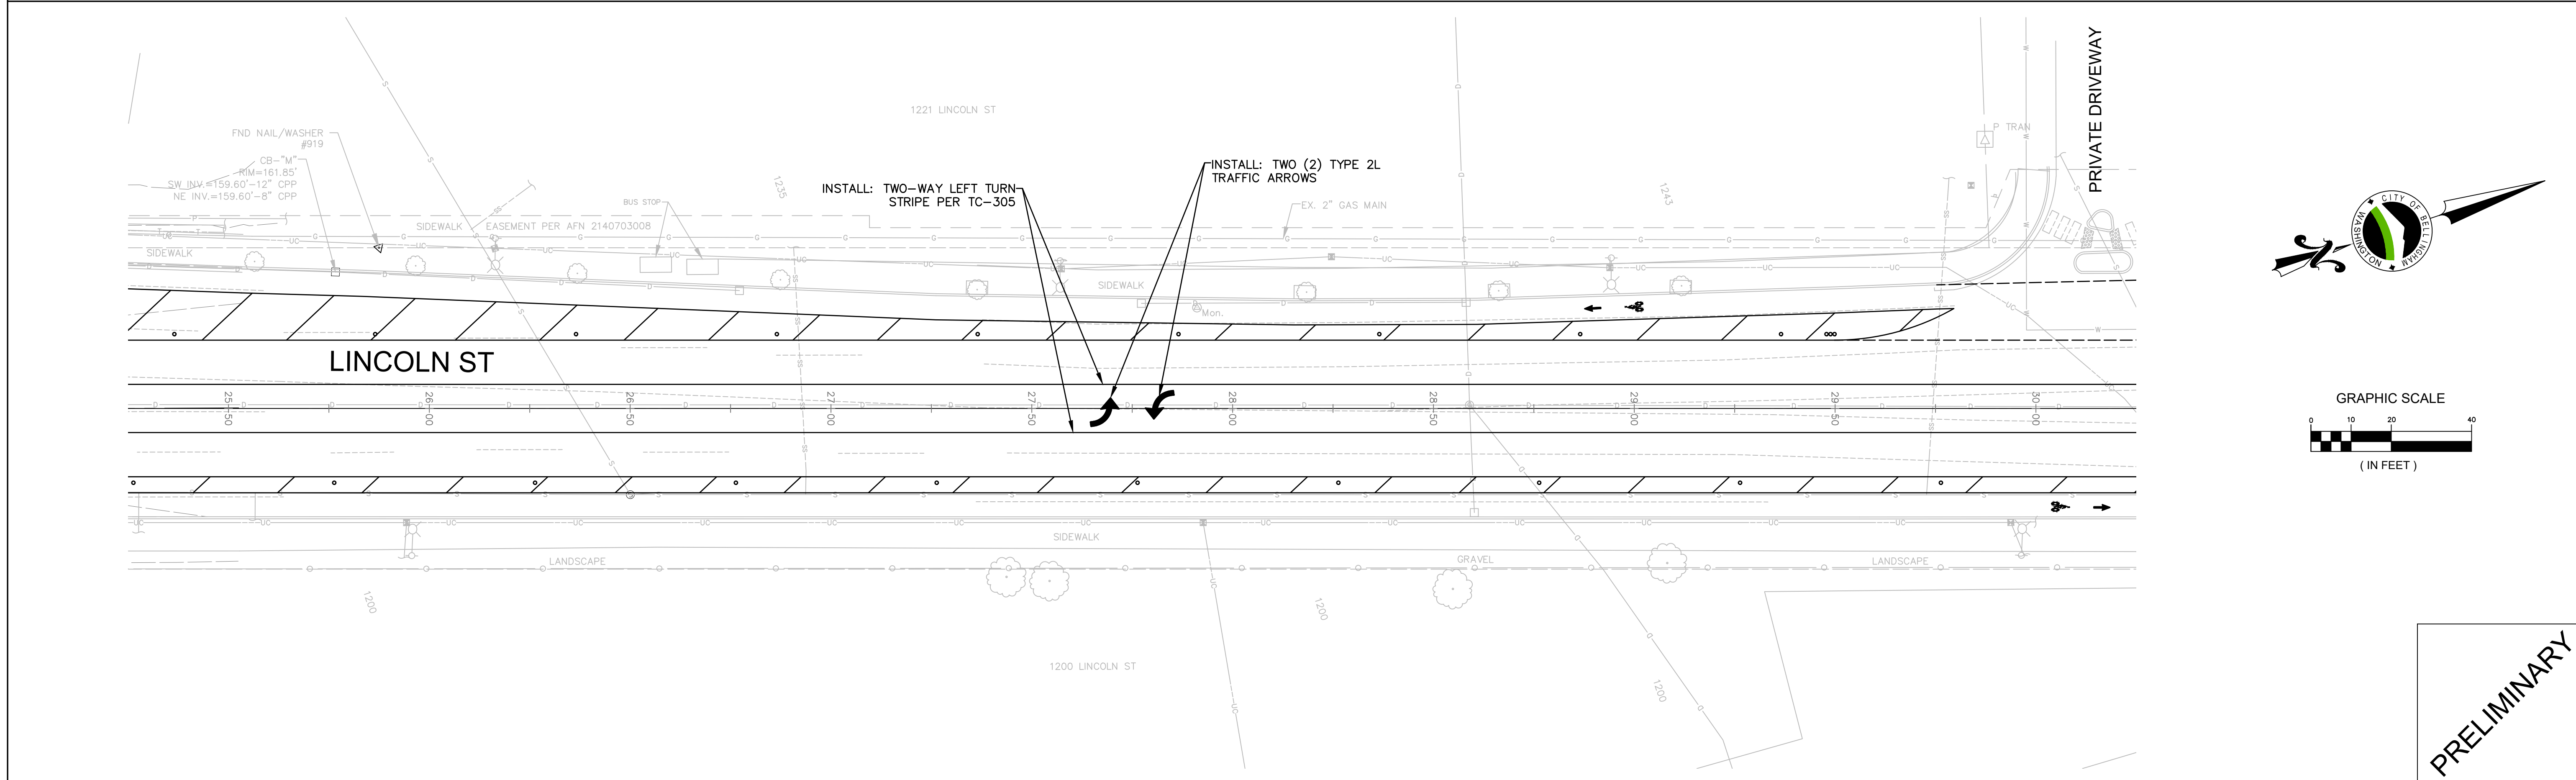 1221 LINCOLN ST
PRIVATE DRIVEWAY
FND NAIL/WASHER
#919
CB-"M"
RIM=161.85'
SW INV.=159.60'-12" CPP
NE INV.=159.60'-8" CPP
P TRAN
INSTALL: TWO (2) TYPE 2L
TRAFFIC ARROWS
INSTALL: TWO-WAY LEFT TURN
STRIPE PER TC-305
1235
1243
BUS STOP
EX. 2" GAS MAIN
SIDEWALK EASEMENT PER AFN 2140703008
SIDEWALK
SIDEWALK
Mon.
CITY OF BELLINGHAM
WASHINGTON
LINCOLN ST
25 50
26 00
26 50
27 00
27 50
28 00
28 50
29 00
29 50
30 00
GRAPHIC SCALE
0 10 20 40
( IN FEET )
SIDEWALK
LANDSCAPE
GRAVEL
LANDSCAPE
1200
1200
1200
1200 LINCOLN ST
PRELIMINARY